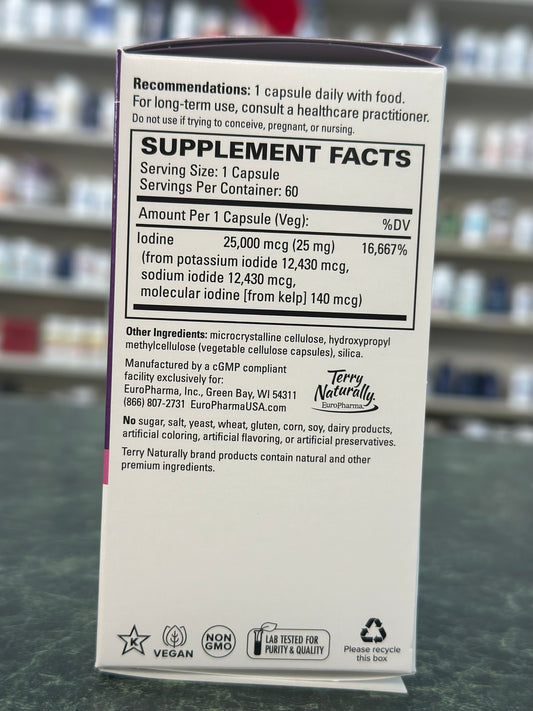 Recommendations: 1 capsule daily with food.
For long-term use, consult a healthcare practitioner.
Do not use if trying to conceive, pregnant, or nursing.
SUPPLEMENT FACTS
Serving Size: 1 Capsule
Servings Per Container: 60
Amount Per 1 Capsule (Veg): %DV
Iodine 25,000 mcg (25 mg) 16,667%
(from potassium iodide 12,430 mcg,
sodium iodide 12,430 mcg,
molecular iodine [from kelp] 140 mcg)
Other Ingredients: microcrystalline cellulose, hydroxypropyl
methylcellulose (vegetable cellulose capsules), silica.
Manufactured by a cGMP compliant
facility exclusively for:
EuroPharma, Inc., Green Bay, WI 54311
(866) 807-2731 EuroPharmaUSA.com
Terry
Naturally.
EuroPharma
No sugar, salt, yeast, wheat, gluten, corn, soy, dairy products,
artificial coloring, artificial flavoring, or artificial preservatives.
Terry Naturally brand products contain natural and other
premium ingredients.
K
VEGAN
NON
GMO
LAB TESTED FOR
PURITY & QUALITY
Please recycle
this box